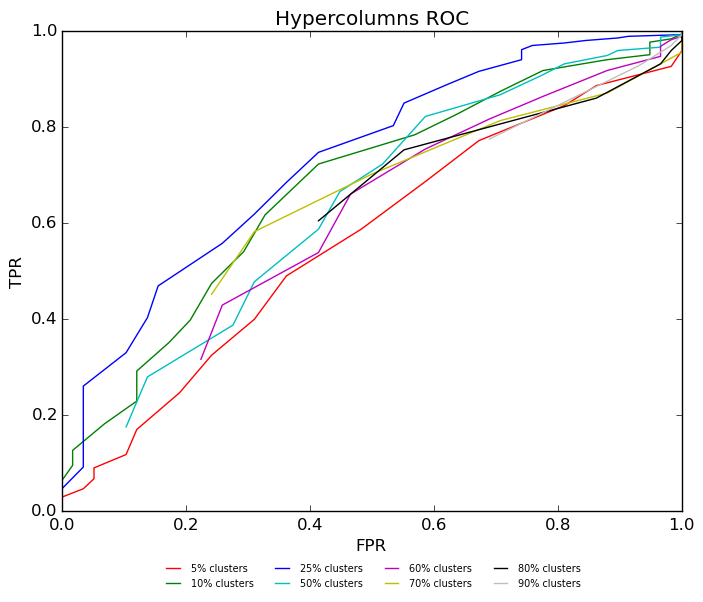 Hypercolumns ROC
1.0
0.8
0.6
0.4
0.2
0.0
TPR
0.0 0.2 0.4 0.6 0.8 1.0
FPR
5% clusters 25% clusters 60% clusters 80% clusters
10% clusters 50% clusters 70% clusters 90% clusters